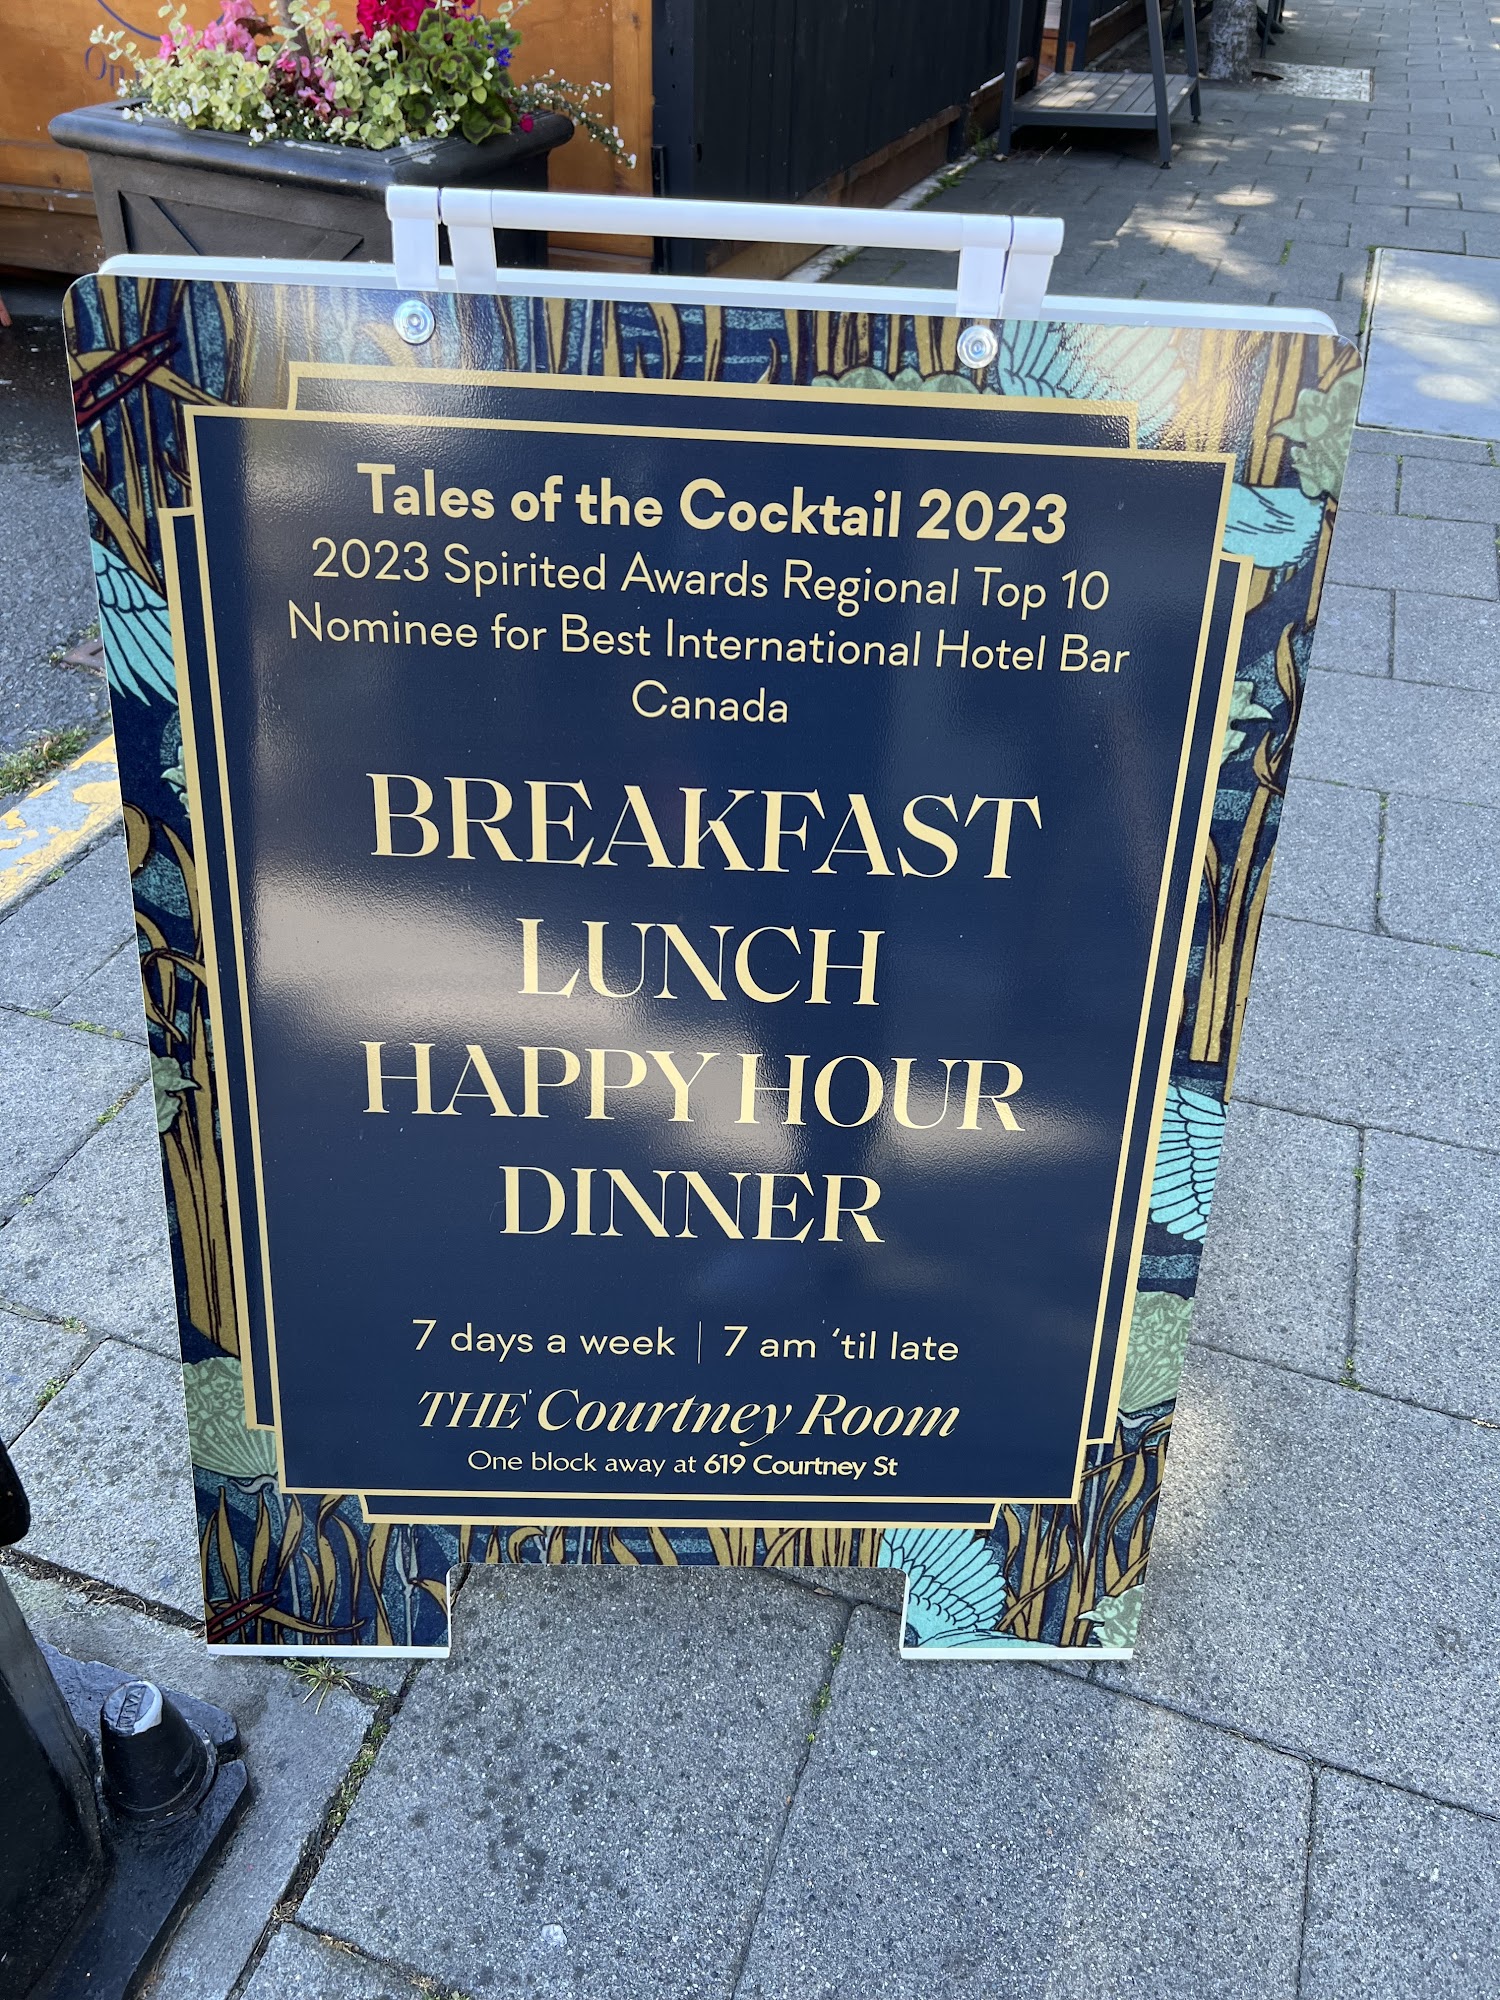 On
Tales of the Cocktail 2023
2023 Spirited Awards Regional Top 10
Nominee for Best International Hotel Bar
Canada
BREAKFAST
LUNCH
HAPPY HOUR
DINNER
7 days a week | 7 am ‘til late
THE Courtney Room
One block away at 619 Courtney St